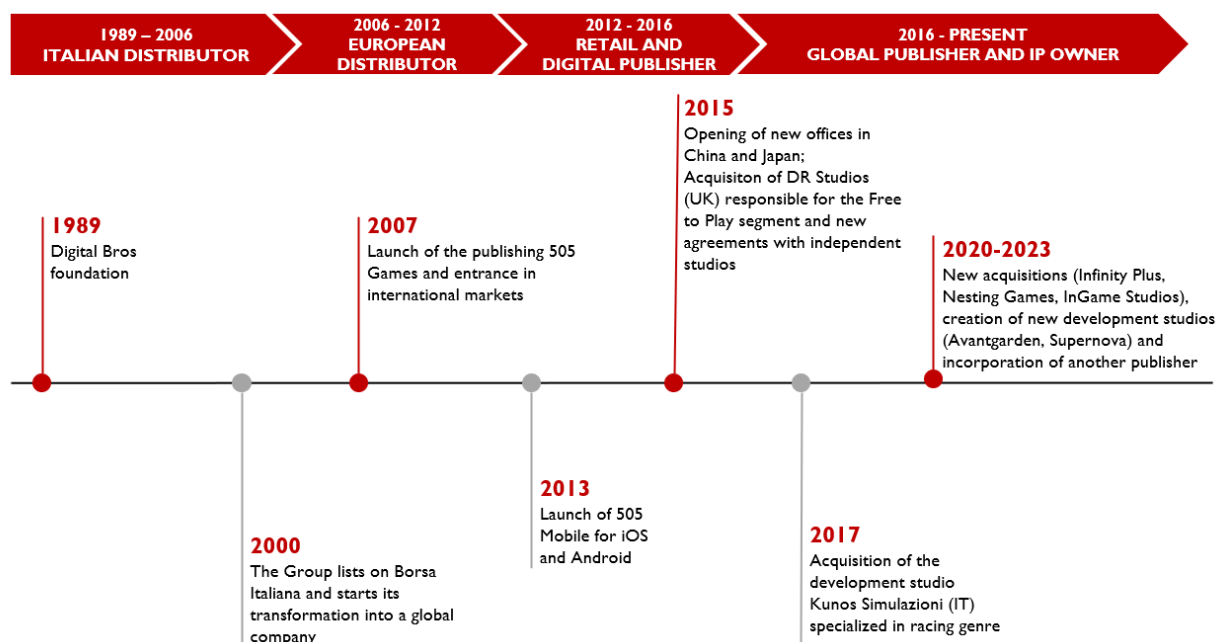 1989 – 2006
ITALIAN DISTRIBUTOR
2006 - 2012
EUROPEAN
DISTRIBUTOR
2012 - 2016
RETAIL AND
DIGITAL PUBLISHER
2016 - PRESENT
GLOBAL PUBLISHER AND IP OWNER
1989
Digital Bros
foundation
2007
Launch of the publishing 505
Games and entrance in
international markets
2015
Opening of new offices in
China and Japan;
Acquisiton of DR Studios
(UK) responsible for the Free
to Play segment and new
agreements with independent
studios
2020-2023
New acquisitions (Infinity Plus,
Nesting Games, InGame Studios),
creation of new development studios
(Avantgarden, Supernova) and
incorporation of another publisher
2000
The Group lists on Borsa
Italiana and starts its
transformation into a global
company
2013
Launch of 505
Mobile for iOS
and Android
2017
Acquisition of the
development studio
Kunos Simulazioni (IT)
specialized in racing genre